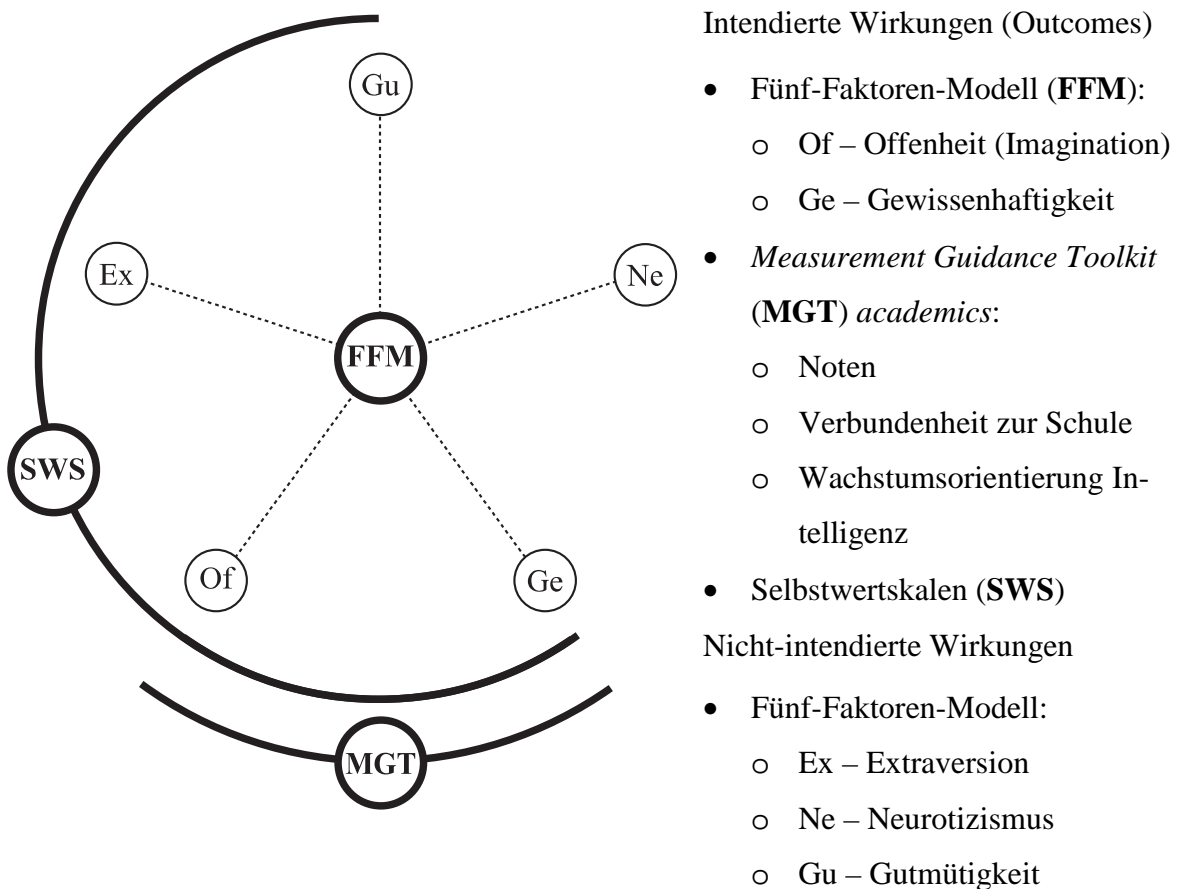 Gu
Ex
Ne
FFM
SWS
Of
Ge
MGT
Intendierte Wirkungen (Outcomes)
• Fünf-Faktoren-Modell (FFM):
o Of – Offenheit (Imagination)
o Ge – Gewissenhaftigkeit
• Measurement Guidance Toolkit
(MGT) academics:
o Noten
o Verbundenheit zur Schule
o Wachstumsorientierung In-
telligenz
• Selbstwertskalen (SWS)
Nicht-intendierte Wirkungen
• Fünf-Faktoren-Modell:
o Ex – Extraversion
o Ne – Neurotizismus
o Gu – Gutmütigkeit